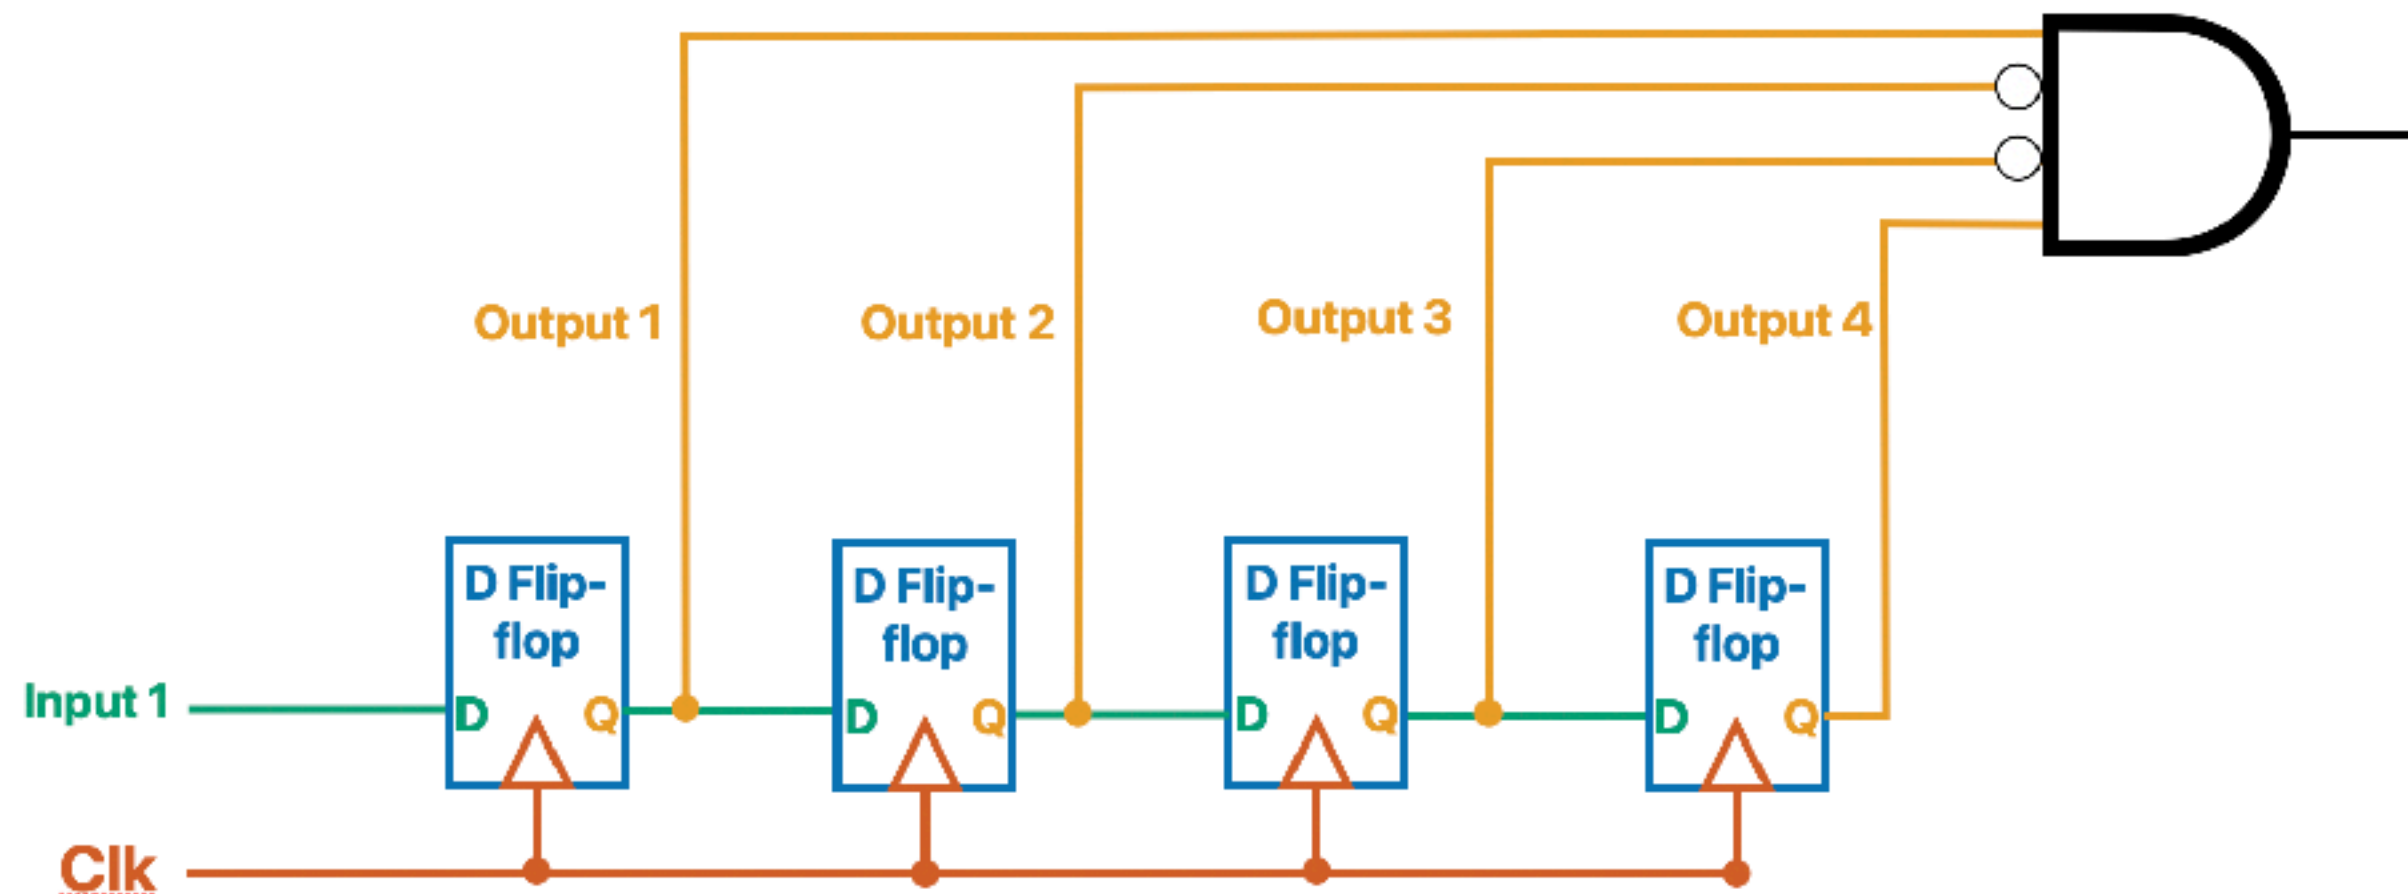 Output 1
Output 2
Output 3
Output 4
D Flip-
flop
D Flip-
flop
D Flip-
flop
D Flip-
flop
Input 1
D
Q
D
Q
D
Q
D
Q
Clk